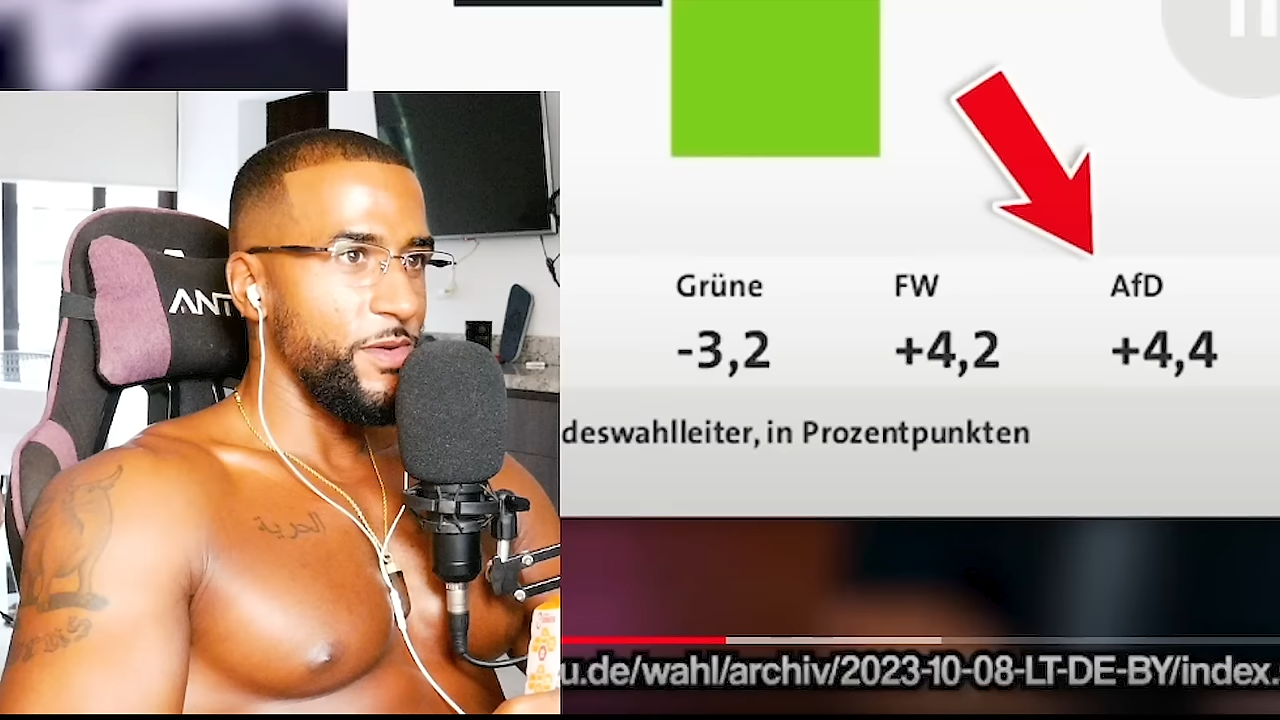 Grüne FW AfD
-3,2 +4,2 +4,4
deswahlleiter, in Prozentpunkten
ANT
الحرية
u.de/wahl/archiv/2023-10-08-LT-DE-BY/index.